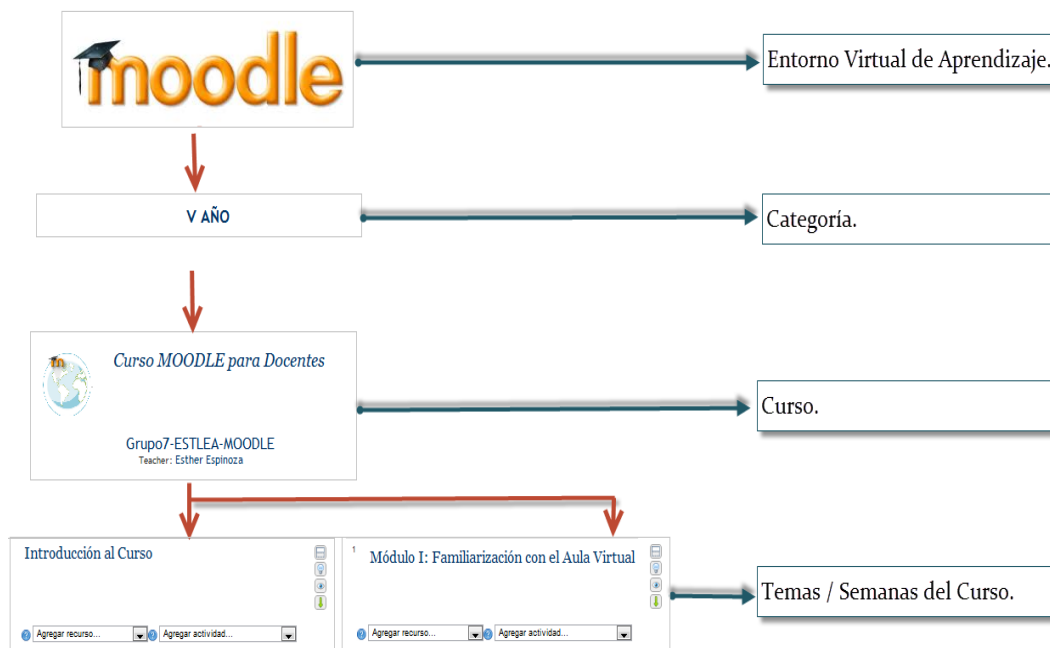 moodle
Entorno Virtual de Aprendizaje.
V AÑO
Categoría.
m
Curso MOODLE para Docentes
Grupo7-ESTLEA-MOODLE
Teacher: Esther Espinoza
Curso.
Introducción al Curso
1 Módulo I: Familiarización con el Aula Virtual
Temas / Semanas del Curso.
? Agregar recurso... ? Agregar actividad...
? Agregar recurso... ? Agregar actividad...